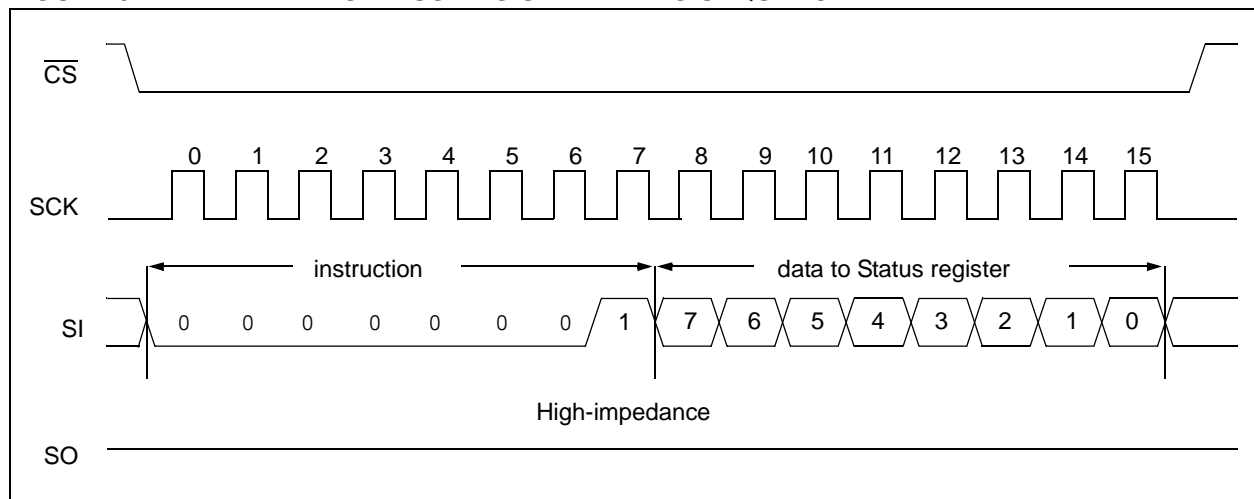 CS
0 1 2 3 4 5 6 7 8 9 10 11 12 13 14 15
SCK
instruction data to Status register
SI 0 0 0 0 0 0 0 1 7 6 5 4 3 2 1 0
High-impedance
SO